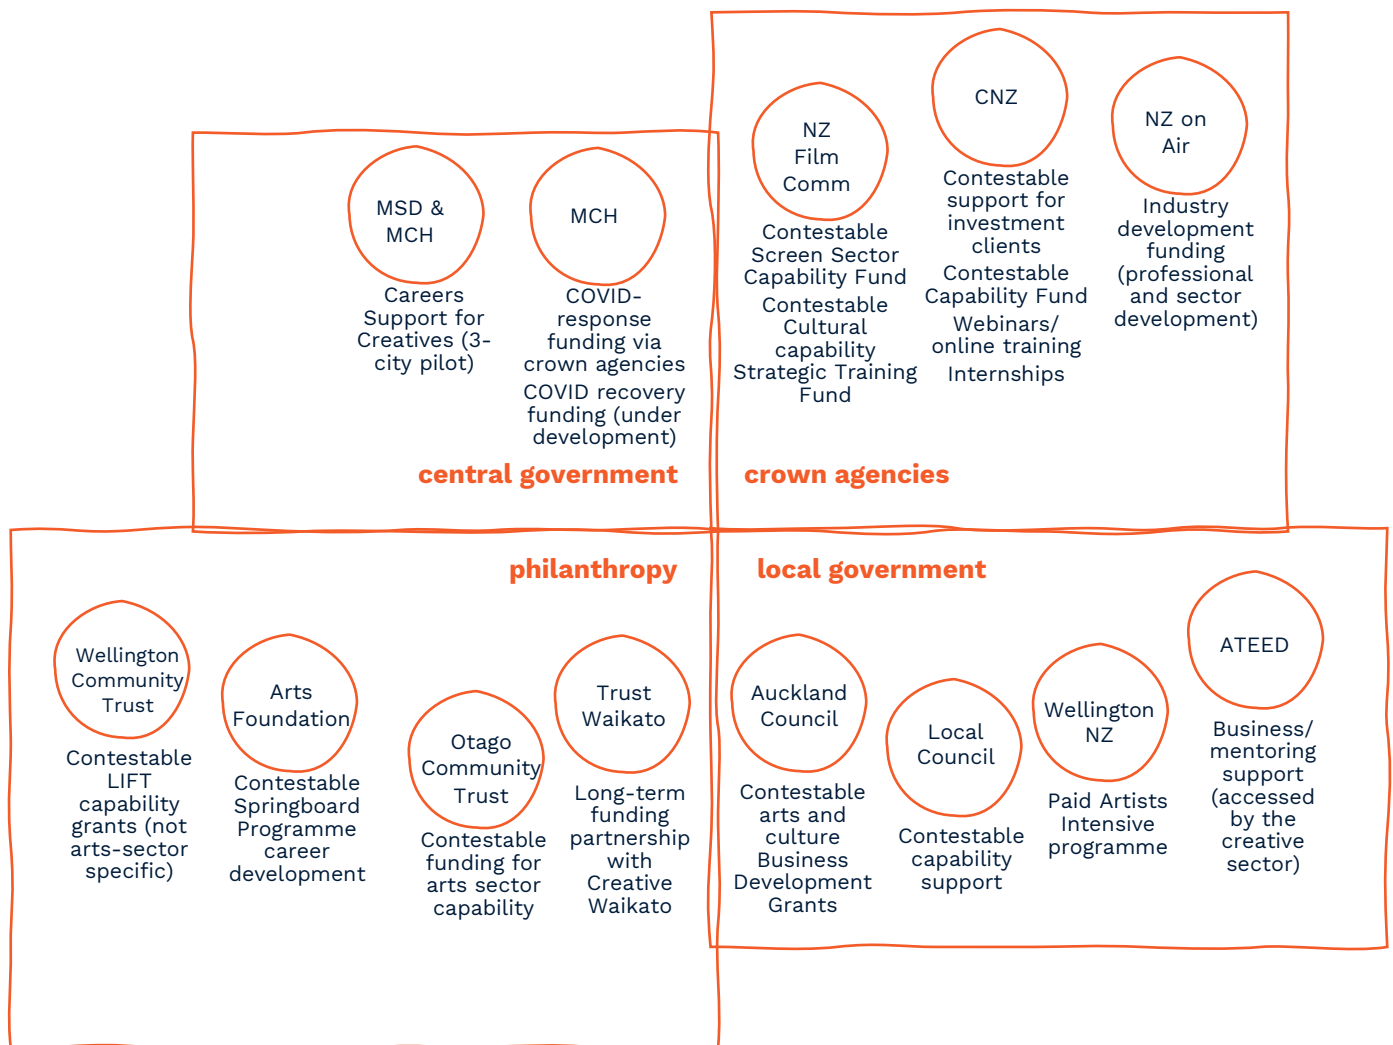 MSD &
MCH
Careers
Support for
Creatives (3-
city pilot)
MCH
COVID-
response
funding via
crown agencies
COVID recovery
funding (under
development)
central government
NZ
Film
Comm
Contestable
Screen Sector
Capability Fund
Contestable
Cultural
capability
Strategic Training
Fund
CNZ
Contestable
support for
investment
clients
Contestable
Capability Fund
Webinars/
online training
Internships
NZ on
Air
Industry
development
funding
(professional
and sector
development)
crown agencies
philanthropy
Wellington
Community
Trust
Contestable
LIFT
capability
grants (not
arts-sector
specific)
Arts
Foundation
Contestable
Springboard
Programme
career
development
Otago
Community
Trust
Contestable
funding for
arts sector
capability
Trust
Waikato
Long-term
funding
partnership
with
Creative
Waikato
local government
Auckland
Council
Contestable
arts and
culture
Business
Development
Grants
Local
Council
Contestable
capability
support
Wellington
NZ
Paid Artists
Intensive
programme
ATEED
Business/
mentoring
support
(accessed
by the
creative
sector)